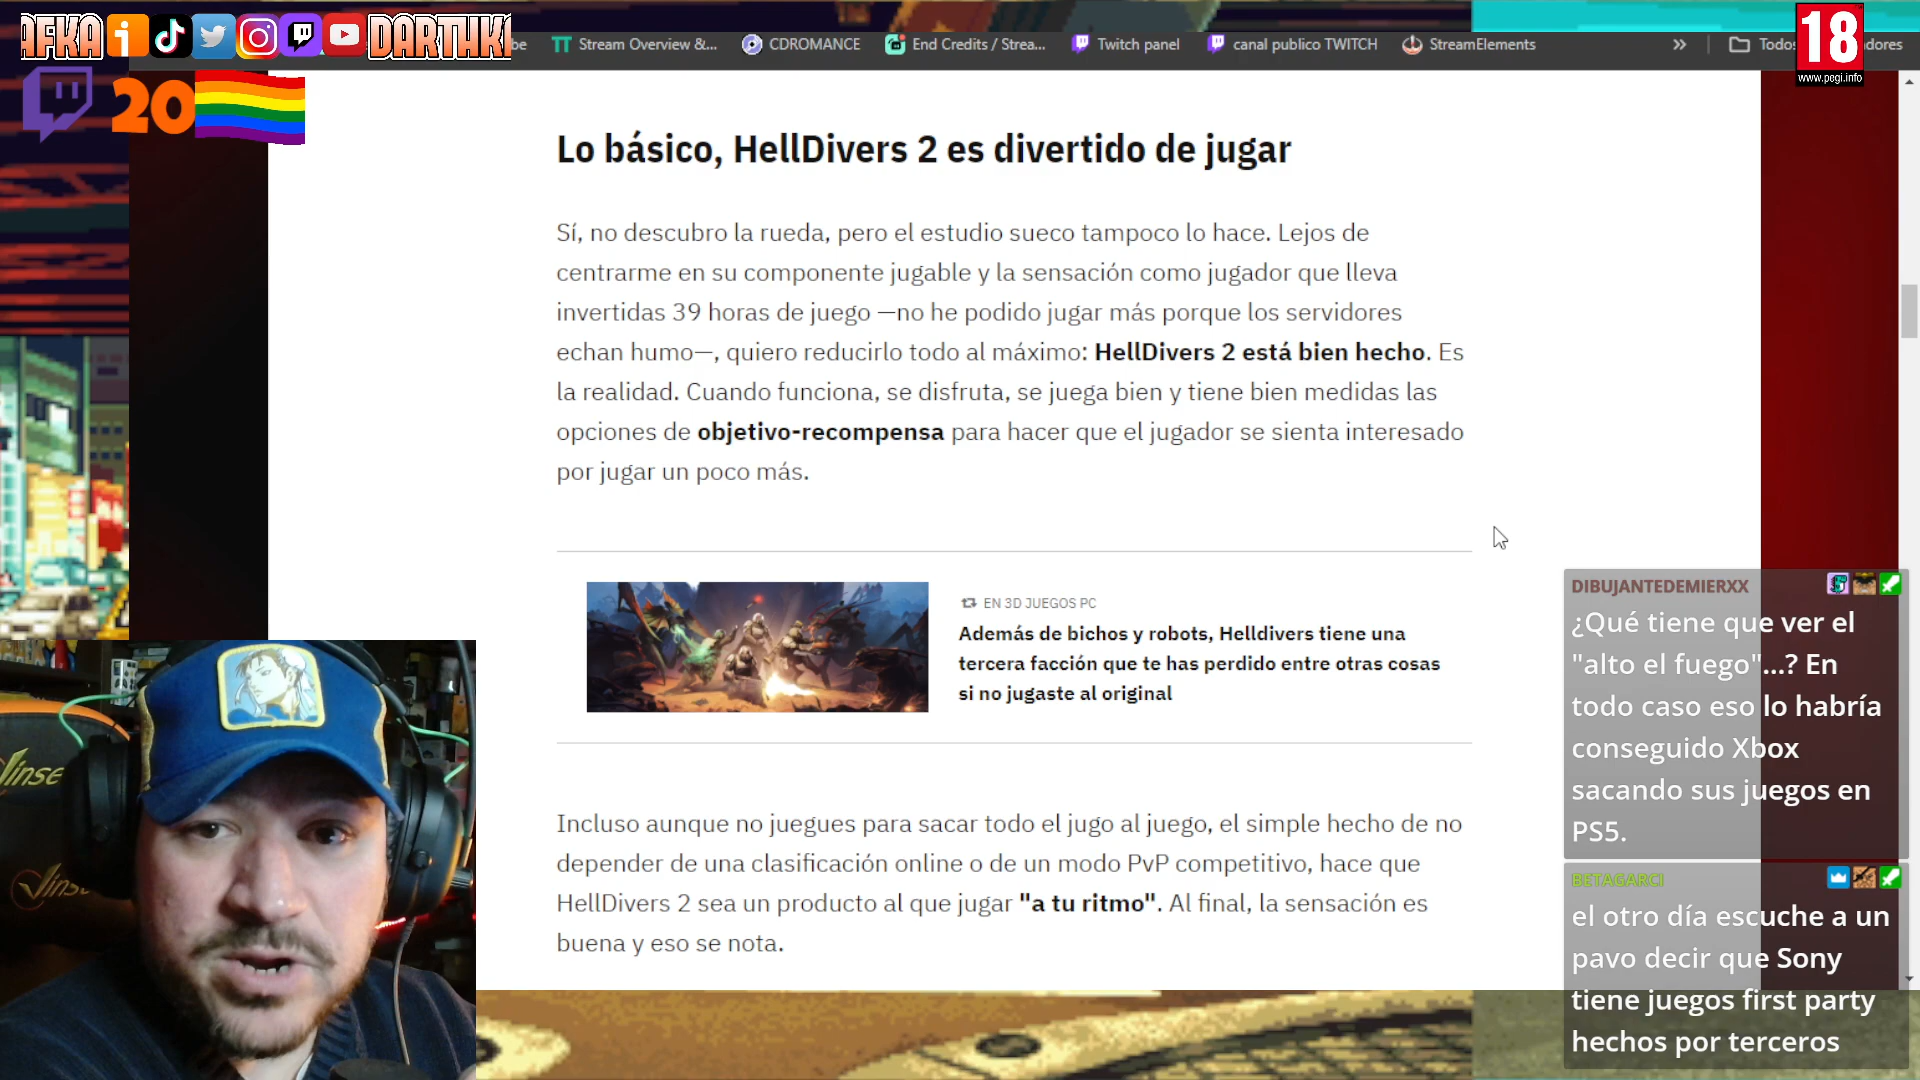 AFKA
DARTHKI
be
Stream Overview &...
CDROMANCE
End Credits / Strea...
Twitch panel
canal publico TWITCH
StreamElements
»
18
www.pegi.info
20
Lo básico, HellDivers 2 es divertido de jugar
Sí, no descubro la rueda, pero el estudio sueco tampoco lo hace. Lejos de
centrarme en su componente jugable y la sensación como jugador que lleva
invertidas 39 horas de juego —no he podido jugar más porque los servidores
echan humo—, quiero reducirlo todo al máximo: HellDivers 2 está bien hecho. Es
la realidad. Cuando funciona, se disfruta, se juega bien y tiene bien medidas las
opciones de objetivo-recompensa para hacer que el jugador se sienta interesado
por jugar un poco más.
EN 3D JUEGOS PC
Además de bichos y robots, Helldivers tiene una
tercera facción que te has perdido entre otras cosas
si no jugaste al original
Incluso aunque no juegues para sacar todo el jugo al juego, el simple hecho de no
depender de una clasificación online o de un modo PvP competitivo, hace que
HellDivers 2 sea un producto al que jugar "a tu ritmo". Al final, la sensación es
buena y eso se nota.
DIBUJANTEDEMIERXX
¿Qué tiene que ver el
"alto el fuego"...? En
todo caso eso lo habría
conseguido Xbox
sacando sus juegos en
PS5.
BETAGARCI
el otro día escuche a un
pavo decir que Sony
tiene juegos first party
hechos por terceros